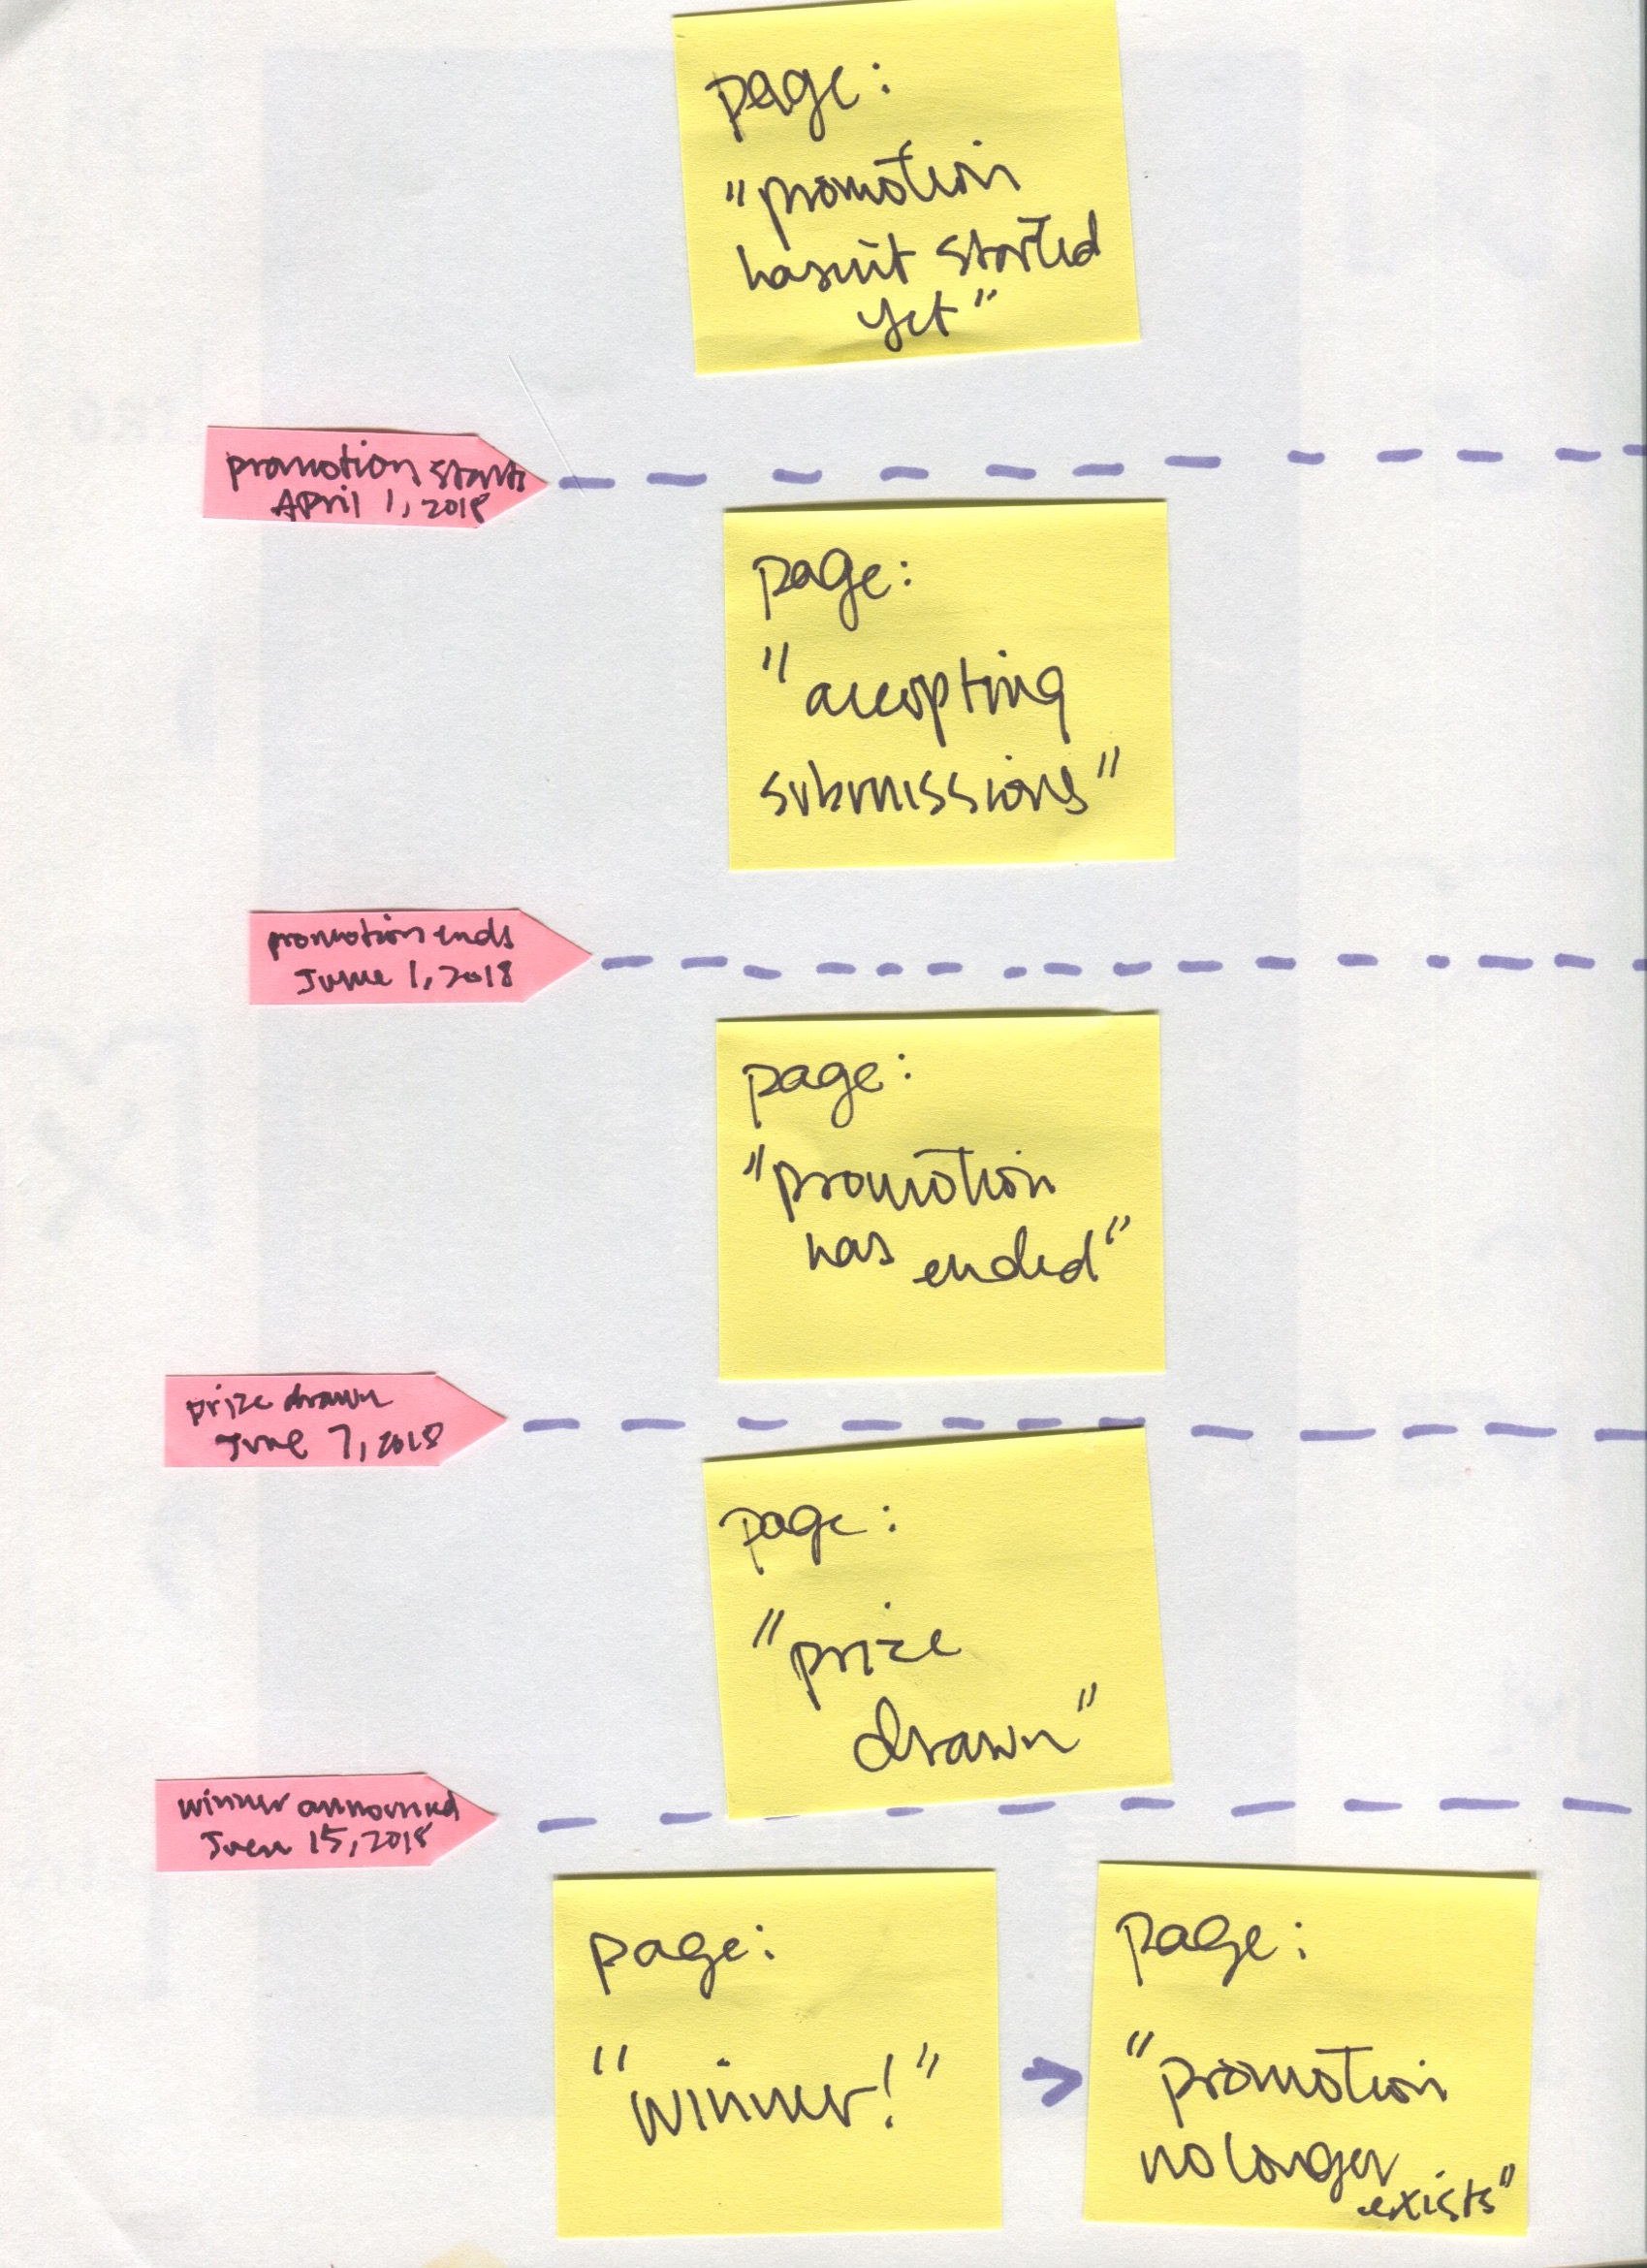 page:
"promotion
hasn't started
yet"
promotion starts
April 1, 2018
page:
"accepting
submissions"
promotion ends
June 1, 2018
page:
"promotion
has ended"
prize drawn
June 7, 2018
page:
"prize
drawn"
winner announced
Juen 15, 2018
page:
"winner!"
page:
"promotion
no longer
exists"